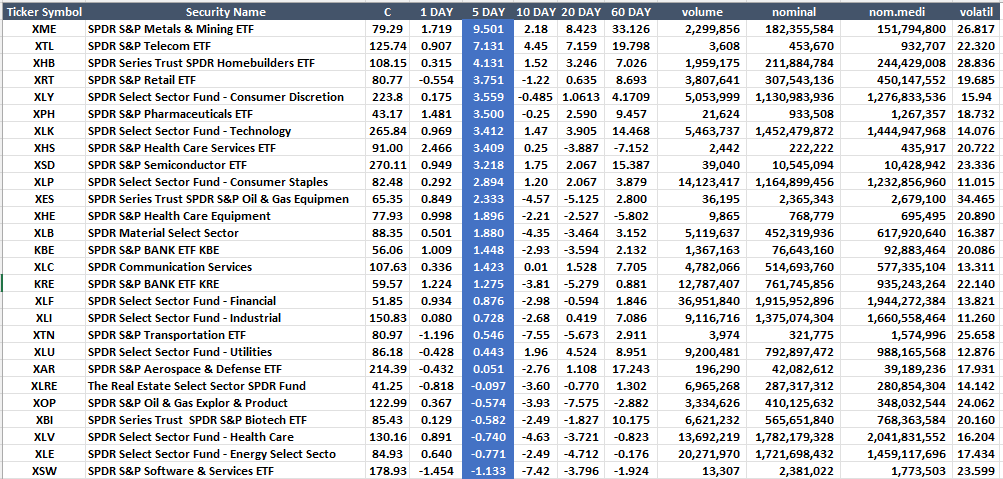 Ticker Symbol Security Name C 1 DAY 5 DAY 10 DAY 20 DAY 60 DAY volume nominal nom.medi volatil
XME SPDR S&P Metals & Mining ETF 79.29 1.719 9.501 2.18 8.423 33.126 2,299,856 182,355,584 151,794,800 26.817
XTL SPDR S&P Telecom ETF 125.74 0.907 7.131 4.45 7.159 19.798 3,608 453,670 932,707 22.320
XHB SPDR Series Trust SPDR Homebuilders ETF 108.15 0.315 4.131 1.52 3.246 7.026 1,959,175 211,884,784 244,429,008 28.836
XRT SPDR S&P Retail ETF 80.77 -0.554 3.751 -1.22 0.635 8.693 3,807,641 307,543,136 450,147,552 19.685
XLY SPDR Select Sector Fund - Consumer Discretion 223.8 0.175 3.559 -0.485 1.0613 4.1709 5,053,999 1,130,983,936 1,276,833,536 15.94
XPH SPDR S&P Pharmaceuticals ETF 43.17 1.481 3.500 -0.25 2.590 9.457 21,624 933,508 1,267,357 18.732
XLK SPDR Select Sector Fund - Technology 265.84 0.969 3.412 1.47 3.905 14.468 5,463,737 1,452,479,872 1,444,947,968 14.076
XHS SPDR S&P Health Care Services ETF 91.00 2.466 3.409 0.25 -3.887 -7.152 2,442 222,222 435,917 20.722
XSD SPDR S&P Semiconductor ETF 270.11 0.949 3.218 1.75 2.067 15.387 39,040 10,545,094 10,428,942 23.336
XLP SPDR Select Sector Fund - Consumer Staples 82.48 0.292 2.894 1.20 2.067 3.879 14,123,417 1,164,899,456 1,232,856,960 11.015
XES SPDR Series Trust SPDR S&P Oil & Gas Equipmen 65.35 0.849 2.333 -4.57 -5.125 2.800 36,195 2,365,343 2,679,100 34.465
XHE SPDR S&P Health Care Equipment 77.93 0.998 1.896 -2.21 -2.527 -5.802 9,865 768,779 695,495 20.890
XLB SPDR Material Select Sector 88.35 0.501 1.880 -4.35 -3.464 3.152 5,119,637 452,319,936 617,920,640 16.387
KBE SPDR S&P BANK ETF KBE 56.06 1.009 1.448 -2.93 -3.594 2.132 1,367,163 76,643,160 92,883,464 20.086
XLC SPDR Communication Services 107.63 0.336 1.423 0.01 1.528 7.705 4,782,066 514,693,760 577,335,104 13.311
KRE SPDR S&P BANK ETF KRE 59.57 1.224 1.275 -3.81 -5.279 0.881 12,787,407 761,745,856 935,243,264 22.140
XLF SPDR Select Sector Fund - Financial 51.85 0.934 0.876 -2.98 -0.594 1.846 36,951,840 1,915,952,896 1,944,272,384 13.821
XLI SPDR Select Sector Fund - Industrial 150.83 0.080 0.728 -2.68 0.419 7.086 9,116,716 1,375,074,304 1,660,558,464 11.260
XTN SPDR S&P Transportation ETF 80.97 -1.196 0.546 -7.55 -5.673 2.911 3,974 321,775 1,574,996 25.658
XLU SPDR Select Sector Fund - Utilities 86.18 -0.428 0.443 1.96 4.524 8.951 9,200,481 792,897,472 988,165,568 12.876
XAR SPDR S&P Aerospace & Defense ETF 214.39 -0.432 0.051 -2.76 1.108 17.243 196,290 42,082,612 39,189,236 17.931
XLRE The Real Estate Select Sector SPDR Fund 41.25 -0.818 -0.097 -3.60 -0.770 1.302 6,965,268 287,317,312 280,854,304 14.142
XOP SPDR S&P Oil & Gas Explor & Product 122.99 0.367 -0.574 -3.93 -7.575 -2.882 3,334,626 410,125,632 348,032,544 24.062
XBI SPDR Series Trust SPDR S&P Biotech ETF 85.43 0.129 -0.582 -2.49 -1.827 10.175 6,621,232 565,651,840 768,363,584 20.160
XLV SPDR Select Sector Fund - Health Care 130.16 0.891 -0.740 -4.63 -3.721 -0.823 13,692,219 1,782,179,328 2,041,831,552 16.204
XLE SPDR Select Sector Fund - Energy Select Secto 84.93 0.640 -0.771 -2.49 -4.712 -0.176 20,271,970 1,721,698,432 1,459,117,696 17.434
XSW SPDR S&P Software & Services ETF 178.93 -1.454 -1.133 -7.42 -3.796 -1.924 13,307 2,381,022 1,773,503 23.599